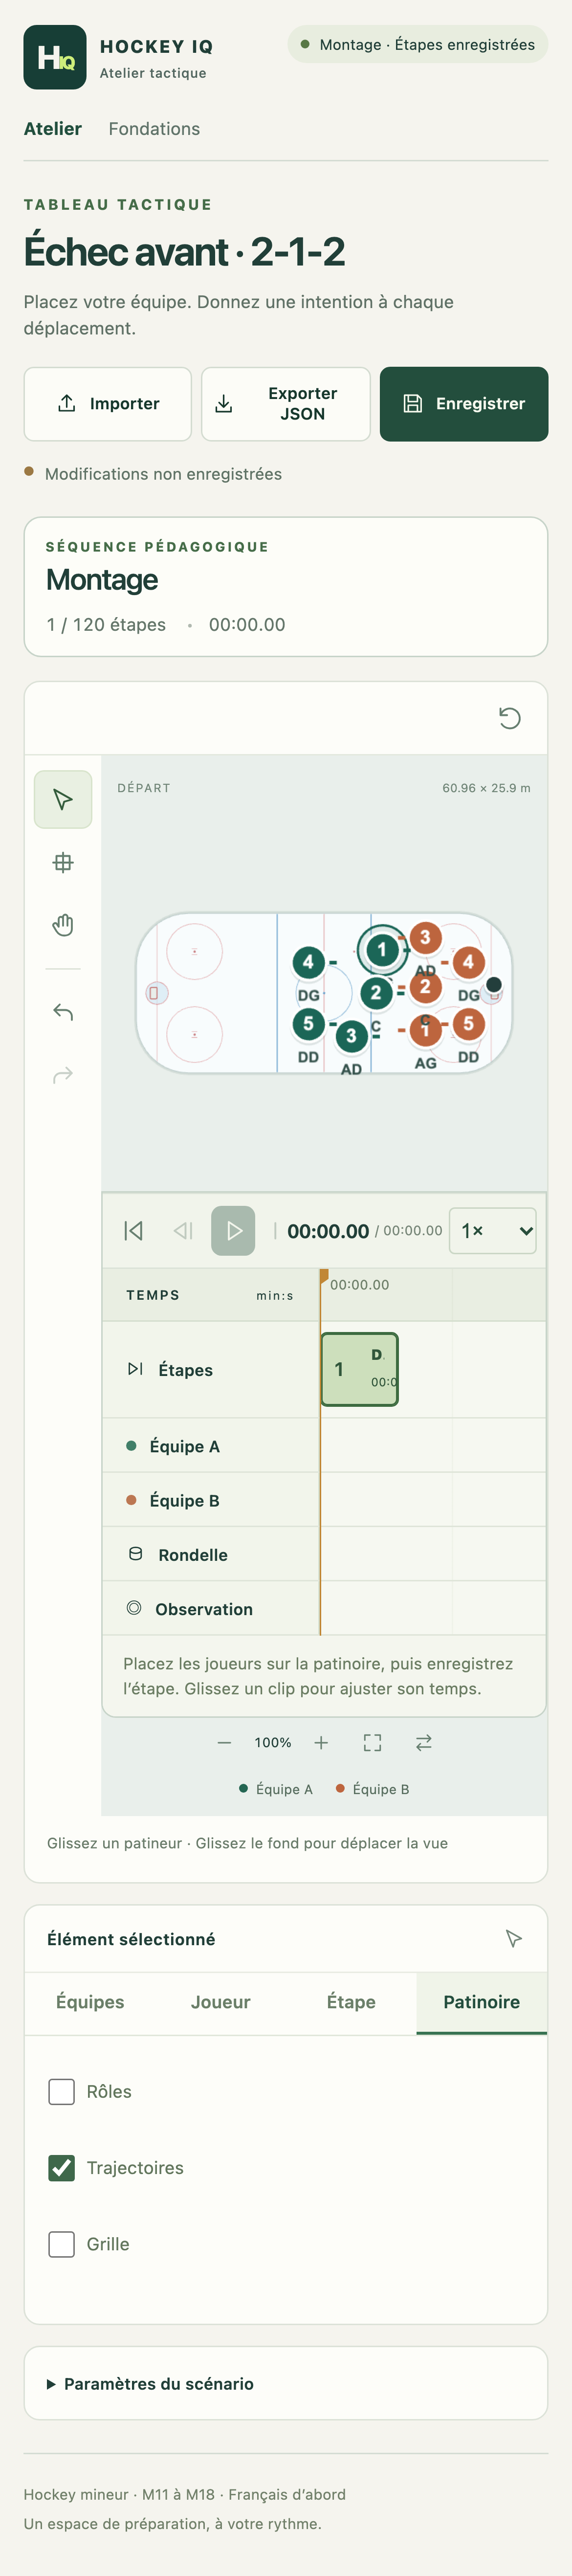 HIQ
HOCKEY IQ
Atelier tactique
Montage · Étapes enregistrées
Atelier
Fondations
TABLEAU TACTIQUE
Échec avant · 2-1-2
Placez votre équipe. Donnez une intention à chaque
déplacement.
Importer
Exporter
JSON
Enregistrer
Modifications non enregistrées
SÉQUENCE PÉDAGOGIQUE
Montage
1 / 120 étapes • 00:00.00
DÉPART
60.96 × 25.9 m
3
1
AD
4
4
2
2
DG
DG
C
C
5
3
1
5
DD
AD
AG
DD
00:00.00 / 00:00.00
1×
TEMPS
min:s
00:00.00
Étapes
1
D
00:0
Équipe A
Équipe B
Rondelle
Observation
Placez les joueurs sur la patinoire, puis enregistrez
l’étape. Glissez un clip pour ajuster son temps.
100%
Équipe A
Équipe B
Glissez un patineur · Glissez le fond pour déplacer la vue
Élément sélectionné
Équipes
Joueur
Étape
Patinoire
Rôles
Trajectoires
Grille
Paramètres du scénario
Hockey mineur · M11 à M18 · Français d’abord
Un espace de préparation, à votre rythme.